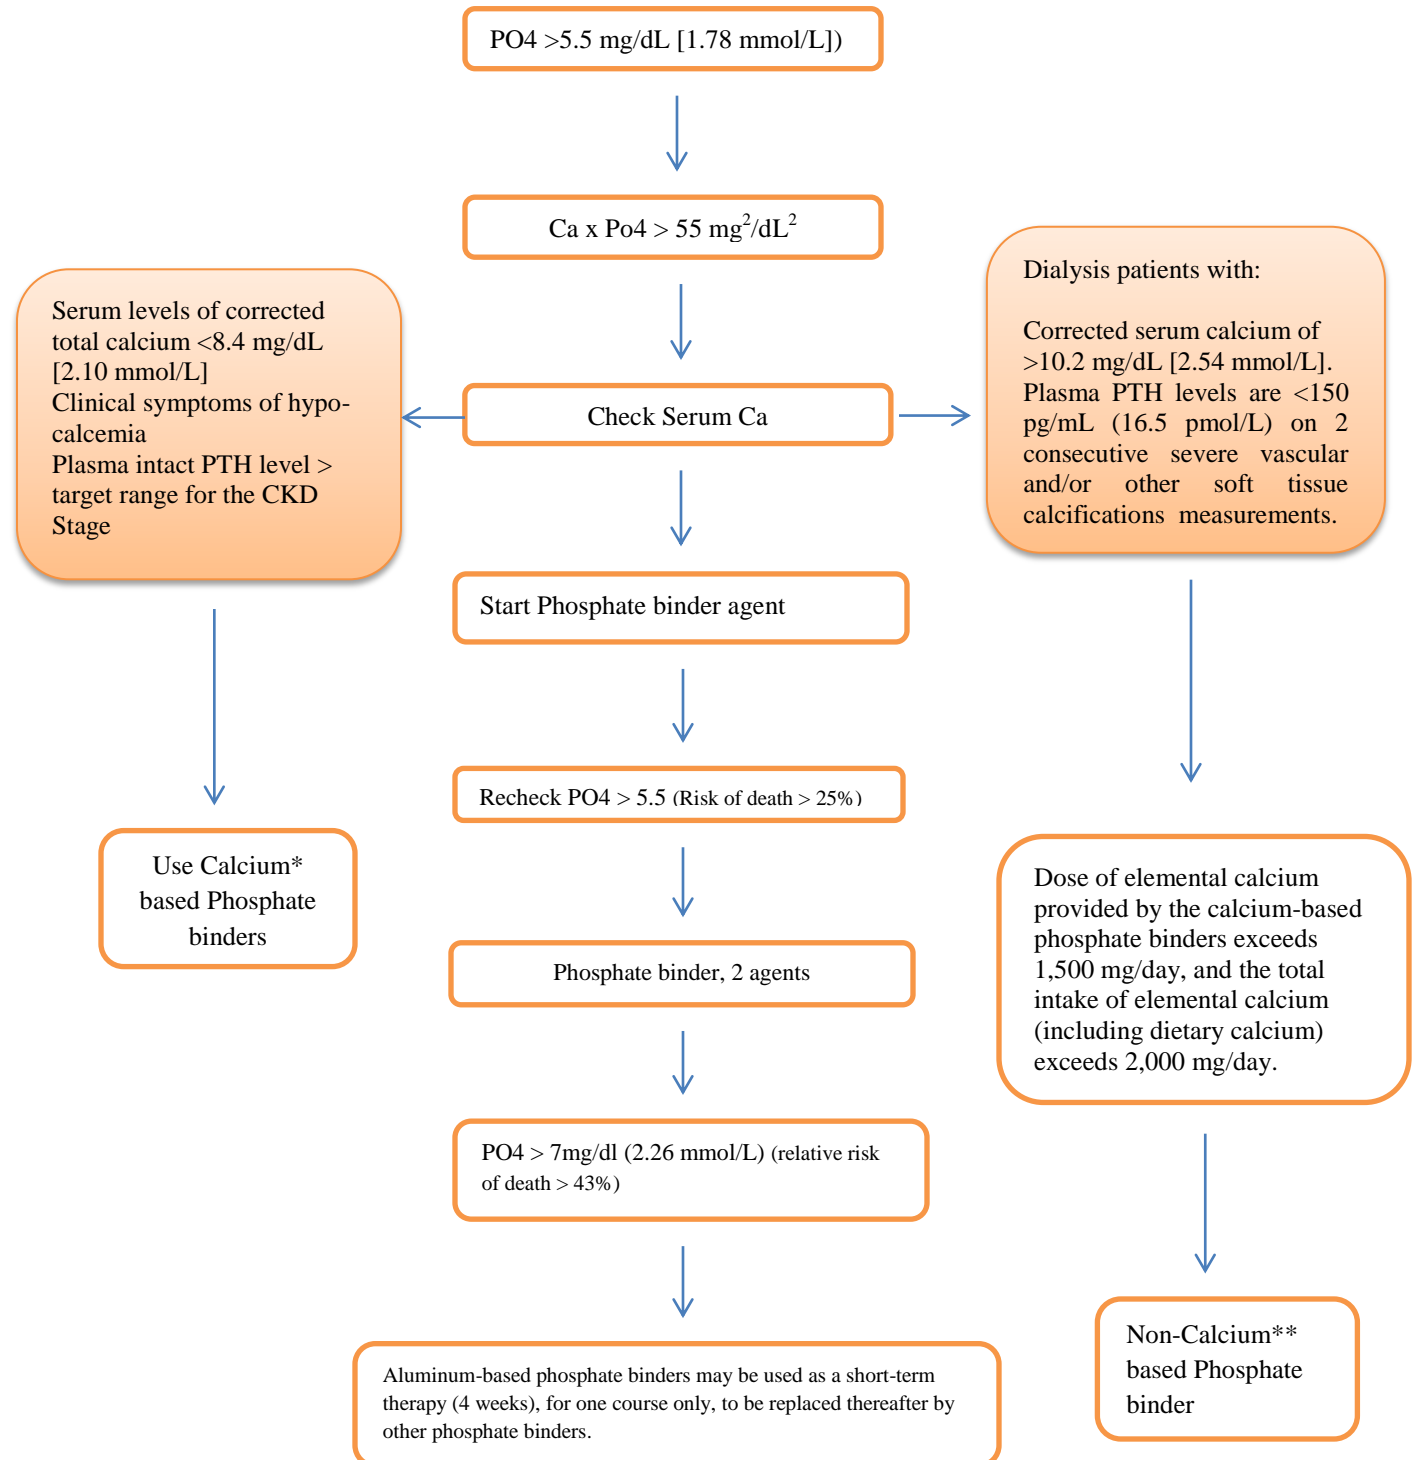 PO4 >5.5 mg/dL [1.78 mmol/L])
Ca x Po4 > 55 mg²/dL²
Serum levels of corrected
total calcium <8.4 mg/dL
[2.10 mmol/L]
Clinical symptoms of hypo-
calcemia
Plasma intact PTH level >
target range for the CKD
Stage
Check Serum Ca
Dialysis patients with:
Corrected serum calcium of
>10.2 mg/dL [2.54 mmol/L].
Plasma PTH levels are <150
pg/mL (16.5 pmol/L) on 2
consecutive severe vascular
and/or other soft tissue
calcifications measurements.
Start Phosphate binder agent
Recheck PO4 > 5.5 (Risk of death > 25%)
Use Calcium*
based Phosphate
binders
Phosphate binder, 2 agents
Dose of elemental calcium
provided by the calcium-based
phosphate binders exceeds
1,500 mg/day, and the total
intake of elemental calcium
(including dietary calcium)
exceeds 2,000 mg/day.
PO4 > 7mg/dl (2.26 mmol/L) (relative risk
of death > 43%)
Aluminum-based phosphate binders may be used as a short-term
therapy (4 weeks), for one course only, to be replaced thereafter by
other phosphate binders.
Non-Calcium**
based Phosphate
binder